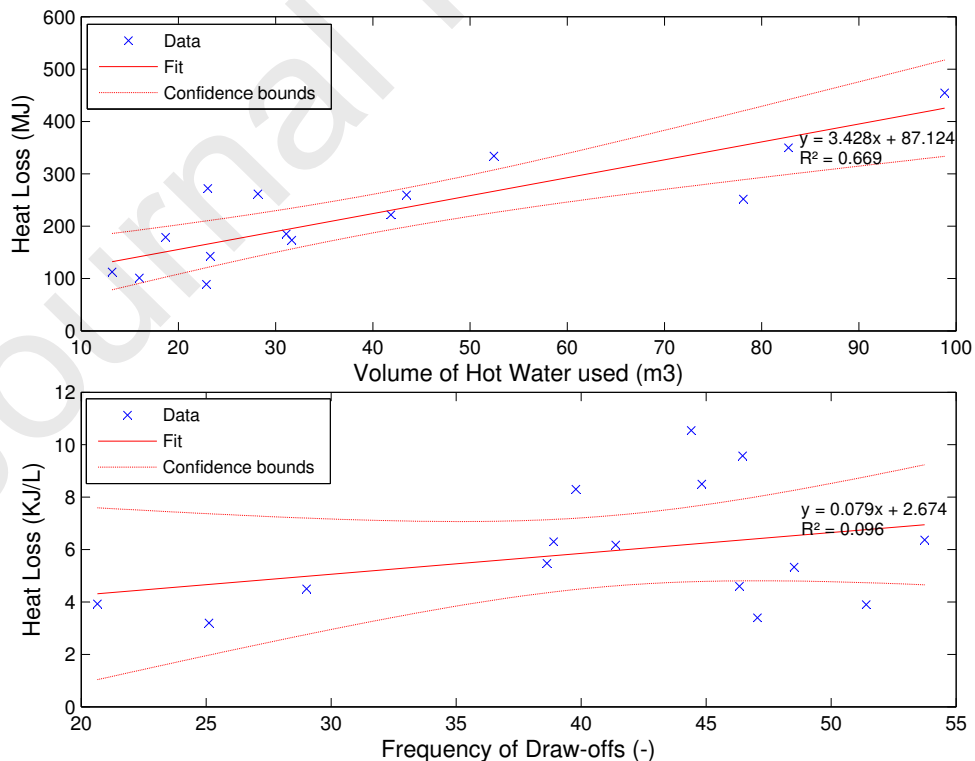 600
500
400
300
200
100
0
Heat Loss (MJ)
Data
Fit
Confidence bounds
y = 3.428x + 87.124
R² = 0.669
10 20 30 40 50 60 70 80 90 100
Volume of Hot Water used (m3)
12
10
8
6
4
2
0
Heat Loss (KJ/L)
Data
Fit
Confidence bounds
y = 0.079x + 2.674
R² = 0.096
20 25 30 35 40 45 50 55
Frequency of Draw-offs (-)
Journal